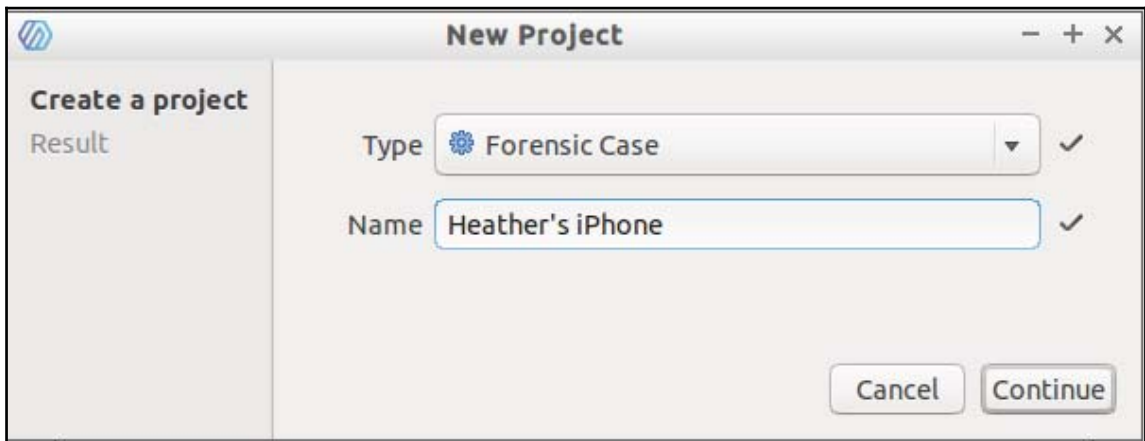 New Project
Create a project
Result
Type Forensic Case
Name Heather's iPhone
Cancel Continue